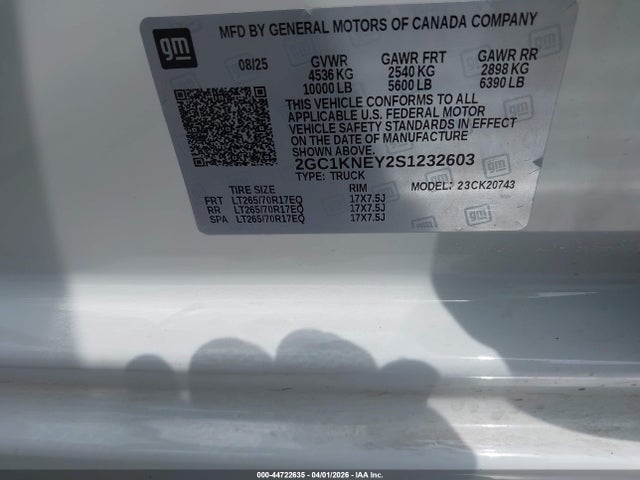 gm
MFD BY GENERAL MOTORS OF CANADA COMPANY
08/25 GVWR GAWR FRT GAWR RR
4536 KG 2540 KG 2898 KG
10000 LB 5600 LB 6390 LB
THIS VEHICLE CONFORMS TO ALL
APPLICABLE U.S. FEDERAL MOTOR
VEHICLE SAFETY STANDARDS IN EFFECT
ON THE DATE OF MANUFACTURE
SHOWN ABOVE.
2GC1KNEY2S1232603
TYPE: TRUCK MODEL: 23CK20743
TIRE SIZE RIM
FRT LT265/70R17EQ 17X7.5J
RR LT265/70R17EQ 17X7.5J
SPA LT265/70R17EQ 17X7.5J
000-44722635 - 04/01/2026 - IAA Inc.